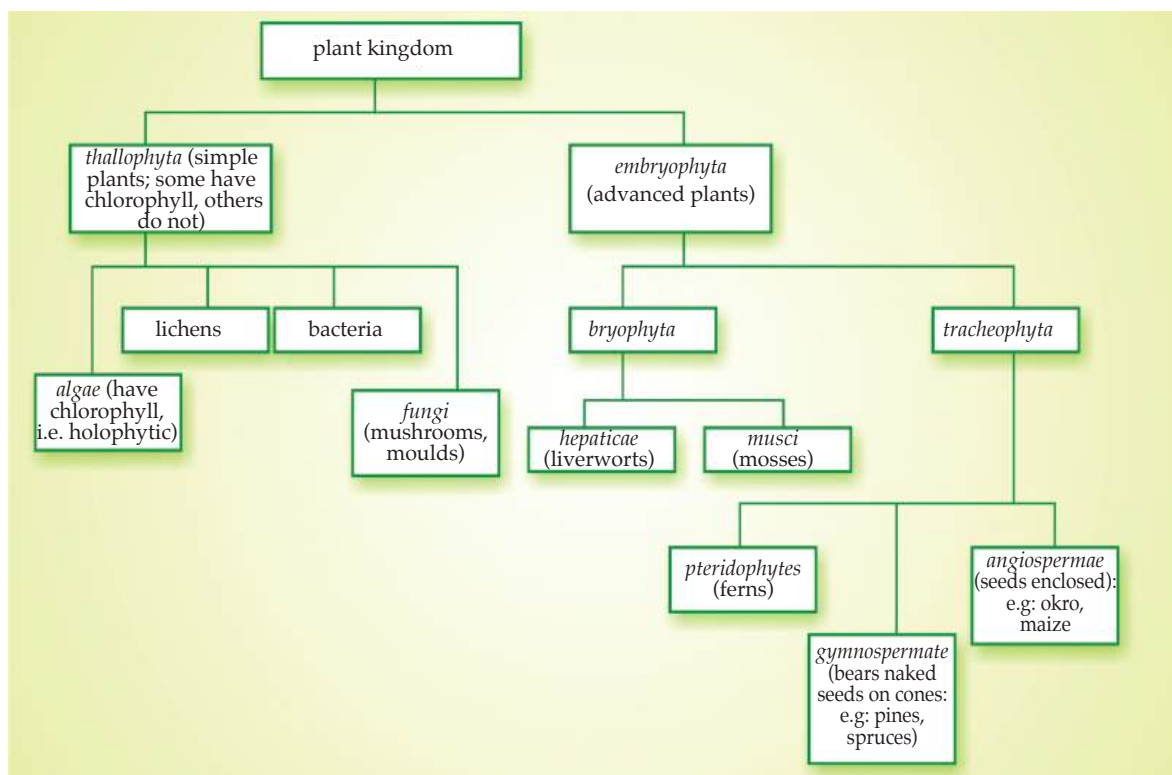 plant kingdom
thallophyta (simple
plants; some have
chlorophyll, others
do not)
embryophyta
(advanced plants)
lichens
bacteria
bryophyta
tracheophyta
algae (have
chlorophyll,
i.e. holophytic)
fungi
(mushrooms,
moulds)
hepaticae
(liverworts)
musci
(mosses)
pteridophytes
(ferns)
angiospermae
(seeds enclosed):
e.g: okro,
maize
gymnospermate
(bears naked
seeds on cones:
e.g: pines,
spruces)